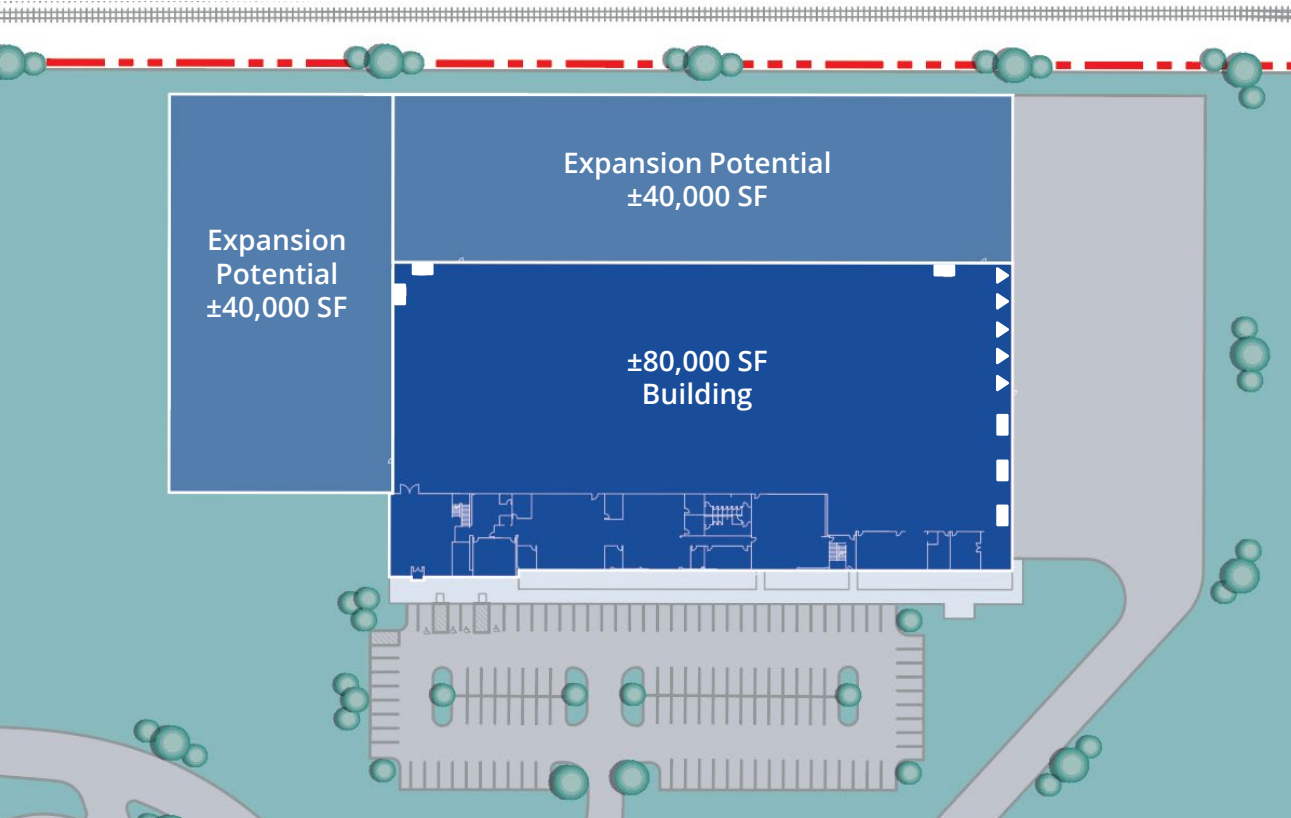 Expansion Potential
±40,000 SF
Expansion
Potential
±40,000 SF
±80,000 SF
Building